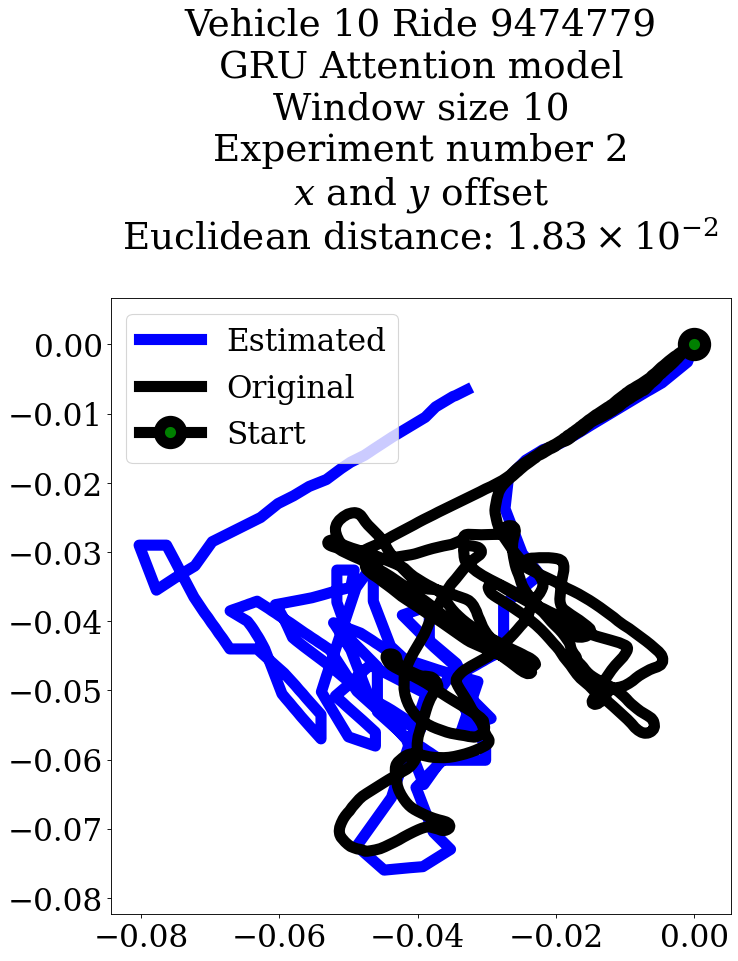 Vehicle 10 Ride 9474779
GRU Attention model
Window size 10
Experiment number 2
x and y offset
Euclidean distance: 1.83 × 10⁻²
Estimated
Original
Start
0.00
−0.01
−0.02
−0.03
−0.04
−0.05
−0.06
−0.07
−0.08
−0.08 −0.06 −0.04 −0.02 0.00